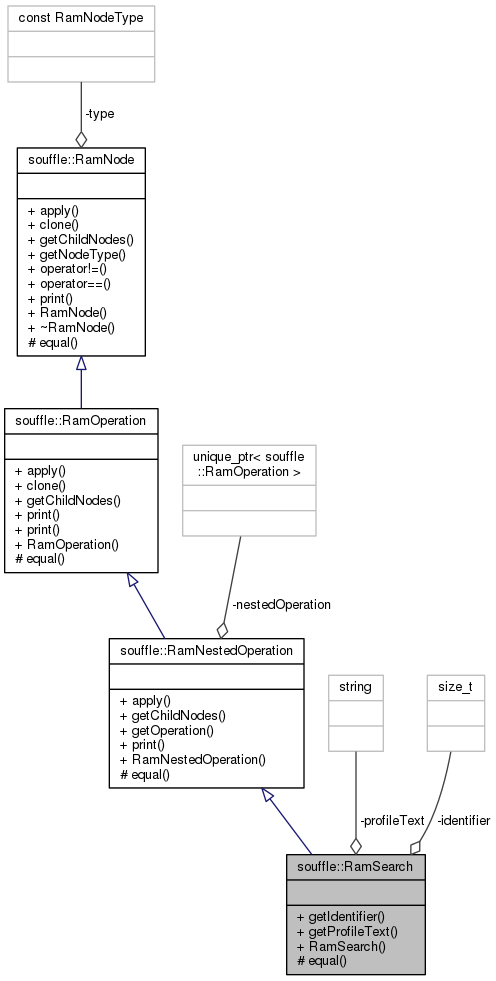 const RamNodeType
-type
souffle::RamNode
+ apply()
+ clone()
+ getChildNodes()
+ getNodeType()
+ operator!=()
+ operator==()
+ print()
+ RamNode()
+ ~RamNode()
# equal()
souffle::RamOperation
+ apply()
+ clone()
+ getChildNodes()
+ print()
+ print()
+ RamOperation()
# equal()
unique_ptr< souffle
::RamOperation >
-nestedOperation
souffle::RamNestedOperation
+ apply()
+ getChildNodes()
+ getOperation()
+ print()
+ RamNestedOperation()
# equal()
string
size_t
-profileText
-identifier
souffle::RamSearch
+ getIdentifier()
+ getProfileText()
+ RamSearch()
# equal()